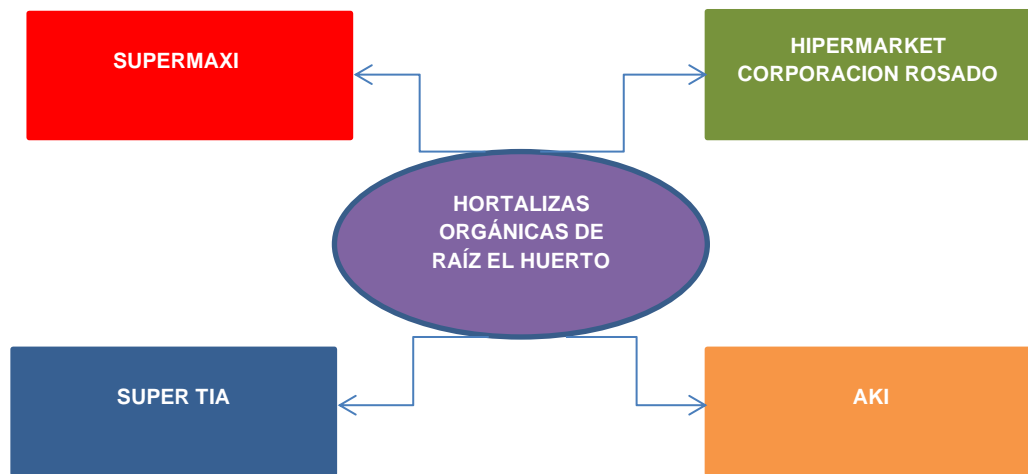 SUPERMAXI
HIPERMARKET
CORPORACION ROSADO
HORTALIZAS
ORGÁNICAS DE
RAÍZ EL HUERTO
SUPER TIA
AKI